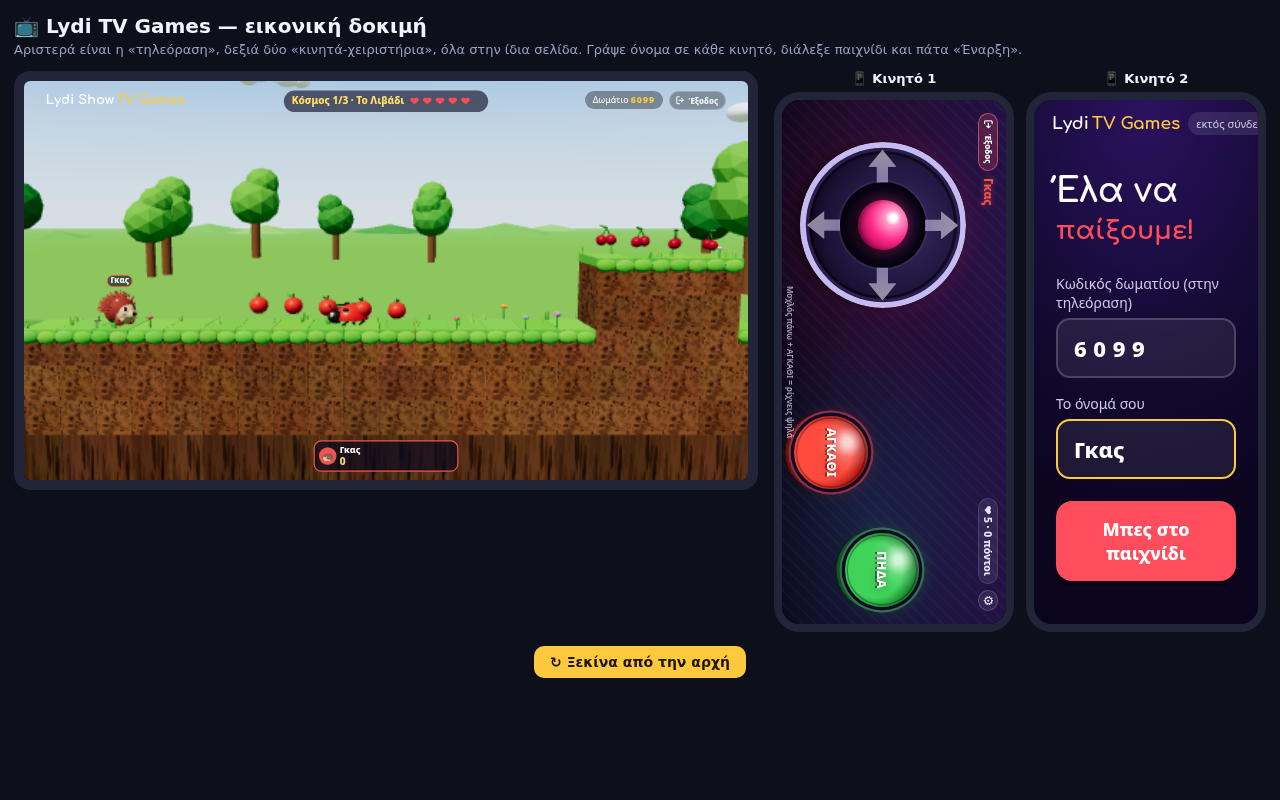 📺 Lydi TV Games — εικονική δοκιμή
Αριστερά είναι η «τηλεόραση», δεξιά δύο «κινητά-χειριστήρια», όλα στην ίδια σελίδα. Γράψε όνομα σε κάθε κινητό, διάλεξε παιχνίδι και πάτα «Έναρξη».
Lydi Show TV Games
Κόσμος 1/3 · Το Λιβάδι
Δωμάτιο 6099
Έξοδος
Γκας
Γκας
0
↻ Ξεκίνα από την αρχή
📱 Κινητό 1
Έξοδος
Γκας
Μοχλός πάνω + ΑΓΚΑΘΙ = ρίχνεις ψηλά
ΑΓΚΑΘΙ
ΠΗΔΑ
♥ 5 · 0 πόντοι
📱 Κινητό 2
Lydi TV Games
εκτός σύνδε
Έλα να
παίξουμε!
Κωδικός δωματίου (στην
τηλεόραση)
6099
Το όνομά σου
Γκας
Μπες στο
παιχνίδι